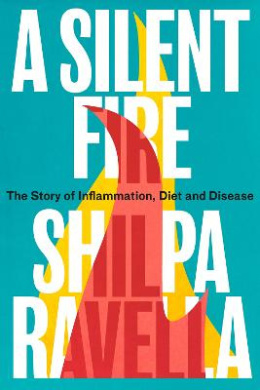 A SILENT
FIRE
The Story of Inflammation, Diet and Disease
SHILPA
RAVELLA